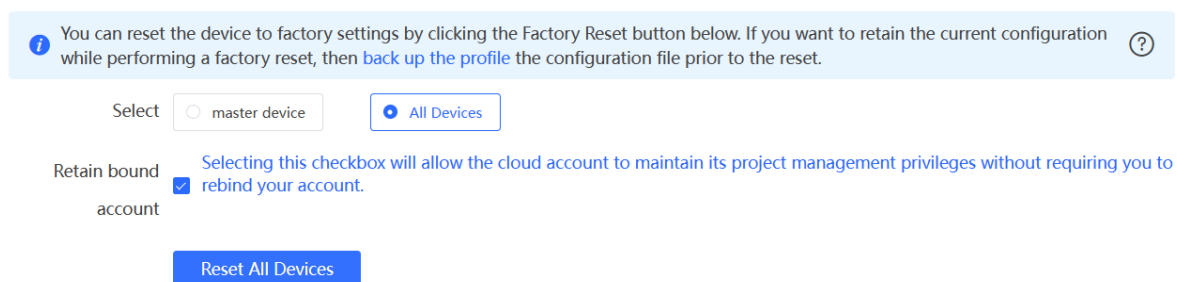 You can reset the device to factory settings by clicking the Factory Reset button below. If you want to retain the current configuration
while performing a factory reset, then back up the profile the configuration file prior to the reset.
Select master device All Devices
Retain bound account
Selecting this checkbox will allow the cloud account to maintain its project management privileges without requiring you to
rebind your account.
Reset All Devices